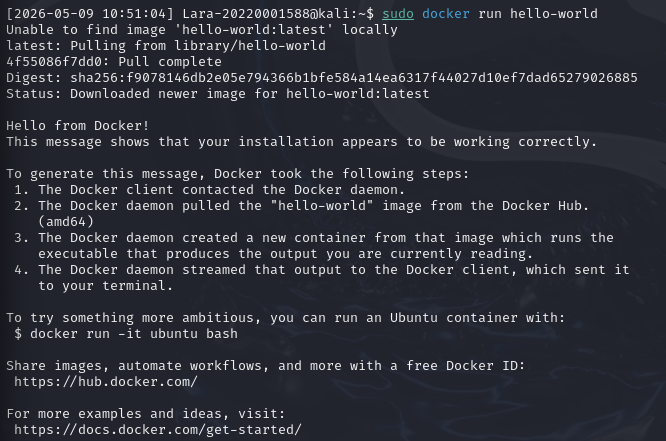 [2026-05-09 10:51:04] Lara-20220001588@kali:~$ sudo docker run hello-world
Unable to find image 'hello-world:latest' locally
latest: Pulling from library/hello-world
4f55086f7dd0: Pull complete
Digest: sha256:f9078146db2e05e794366b1bfe584a14ea6317f44027d10ef7dad65279026885
Status: Downloaded newer image for hello-world:latest

Hello from Docker!
This message shows that your installation appears to be working correctly.

To generate this message, Docker took the following steps:
 1. The Docker client contacted the Docker daemon.
 2. The Docker daemon pulled the "hello-world" image from the Docker Hub.
    (amd64)
 3. The Docker daemon created a new container from that image which runs the
    executable that produces the output you are currently reading.
 4. The Docker daemon streamed that output to the Docker client, which sent it
    to your terminal.

To try something more ambitious, you can run an Ubuntu container with:
 $ docker run -it ubuntu bash

Share images, automate workflows, and more with a free Docker ID:
 https://hub.docker.com/

For more examples and ideas, visit:
 https://docs.docker.com/get-started/